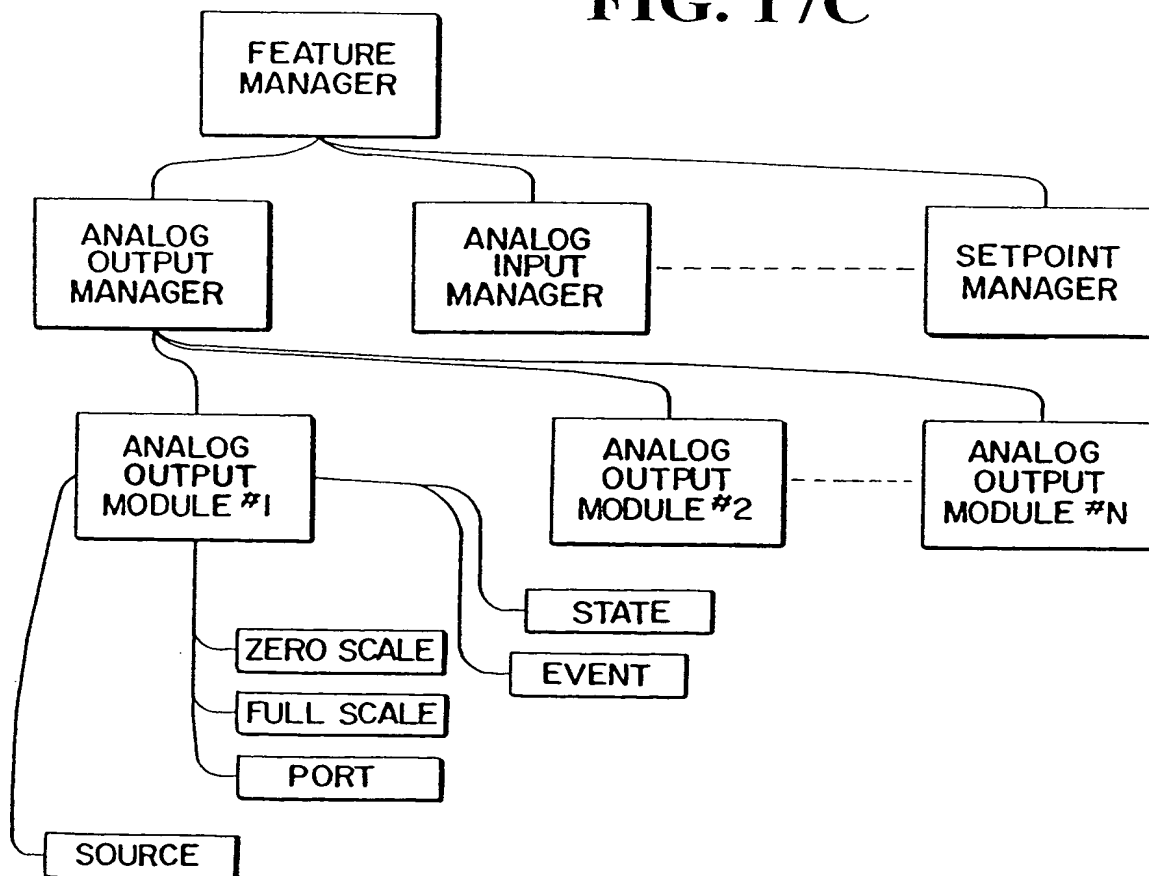 FIG. 17C
FEATURE
MANAGER
ANALOG
OUTPUT
MANAGER
ANALOG
INPUT
MANAGER
SETPOINT
MANAGER
ANALOG
OUTPUT
MODULE #1
ANALOG
OUTPUT
MODULE #2
ANALOG
OUTPUT
MODULE #N
STATE
ZERO SCALE
EVENT
FULL SCALE
PORT
SOURCE